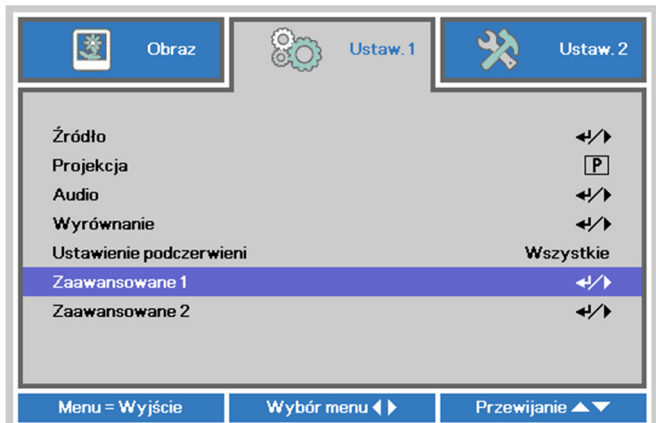 Obraz
Ustaw. 1
Ustaw. 2
Źródło
Projekcja P
Audio
Wyrównanie
Ustawienie podczerwieni Wszystkie
Zaawansowane 1
Zaawansowane 2
Menu = Wyjście Wybór menu Przewijanie